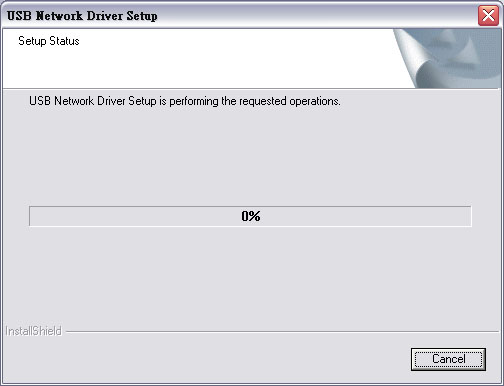 USB Network Driver Setup
Setup Status
USB Network Driver Setup is performing the requested operations.
0%
InstallShield
Cancel